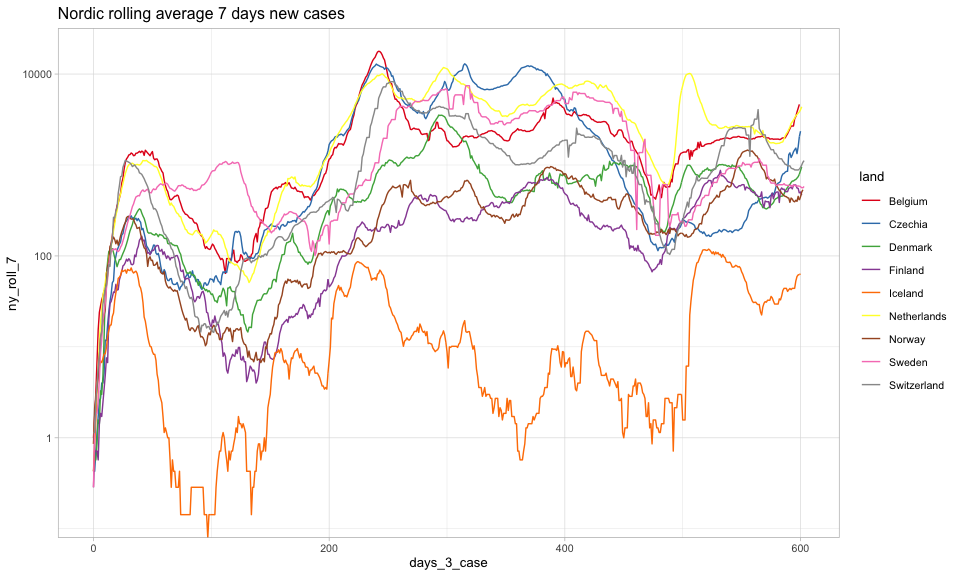 Nordic rolling average 7 days new cases
10000
100
1
ny_roll_7
0
200
400
600
days_3_case
land
Belgium
Czechia
Denmark
Finland
Iceland
Netherlands
Norway
Sweden
Switzerland